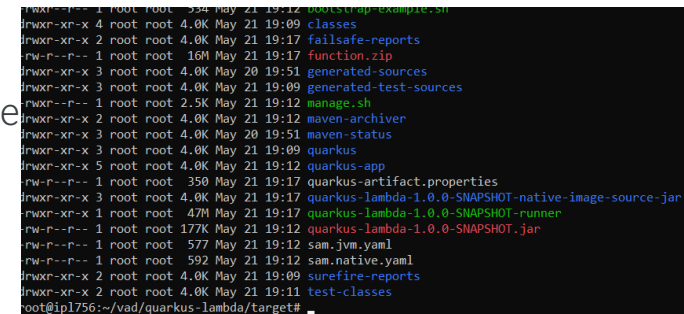 -rwxr--r-- 1 root root 534 May 21 19:12 bootstrap-example.sh
drwxr-xr-x 4 root root 4.0K May 21 19:09 classes
drwxr-xr-x 2 root root 4.0K May 21 19:17 failsafe-reports
-rw-r--r-- 1 root root 16M May 21 19:17 function.zip
drwxr-xr-x 3 root root 4.0K May 20 19:51 generated-sources
drwxr-xr-x 3 root root 4.0K May 21 19:09 generated-test-sources
-rwxr--r-- 1 root root 2.5K May 21 19:12 manage.sh
e
drwxr-xr-x 2 root root 4.0K May 21 19:12 maven-archiver
drwxr-xr-x 3 root root 4.0K May 20 19:51 maven-status
drwxr-xr-x 3 root root 4.0K May 21 19:09 quarkus
drwxr-xr-x 5 root root 4.0K May 21 19:12 quarkus-app
-rw-r--r-- 1 root root 350 May 21 19:17 quarkus-artifact.properties
drwxr-xr-x 3 root root 4.0K May 21 19:17 quarkus-lambda-1.0.0-SNAPSHOT-native-image-source-jar
-rwxr-xr-x 1 root root 47M May 21 19:17 quarkus-lambda-1.0.0-SNAPSHOT-runner
-rw-r--r-- 1 root root 177K May 21 19:12 quarkus-lambda-1.0.0-SNAPSHOT.jar
-rw-r--r-- 1 root root 577 May 21 19:12 sam.jvm.yaml
-rw-r--r-- 1 root root 592 May 21 19:12 sam.native.yaml
drwxr-xr-x 2 root root 4.0K May 21 19:09 surefire-reports
drwxr-xr-x 2 root root 4.0K May 21 19:11 test-classes
root@ipl756:~/vad/quarkus-lambda/target#